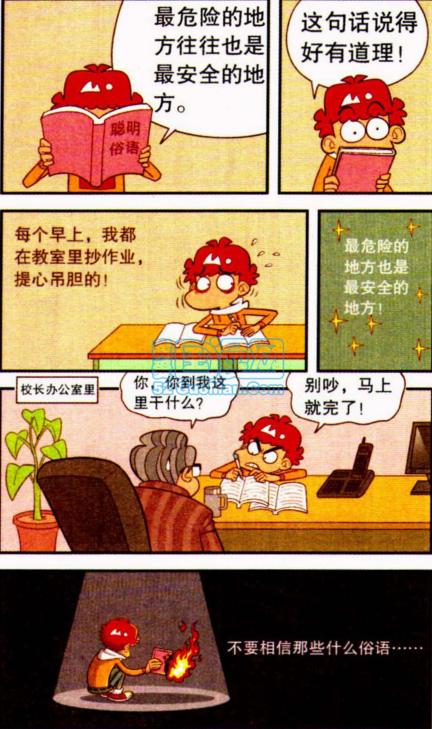 最危险的地
方往往也是
最安全的地
方。
聪明
俗语
这句话说得
好有道理!
每个早上，我都
在教室里抄作业，
提心吊胆的!
最危险的
地方也是
最安全的
地方!
校长办公室里
你，你到我这
里干什么?
别吵，马上
就完了!
不要相信那些什么俗语……